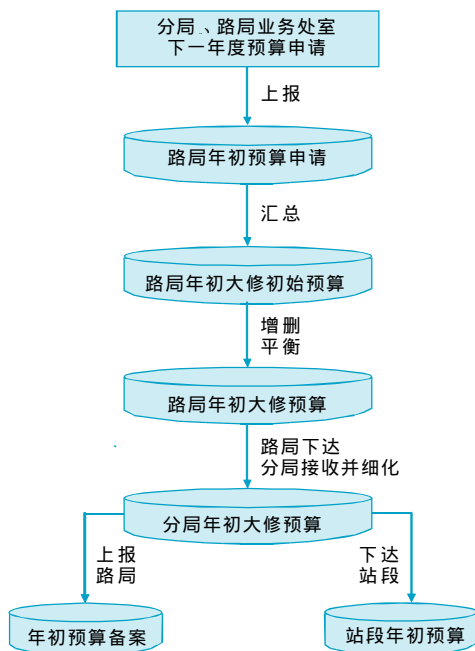 分局、路局业务处室
下一年度预算申请
上报
路局年初预算申请
汇总
路局年初大修初始预算
增删
平衡
路局年初大修预算
路局下达
分局接收并细化
分局年初大修预算
上报
路局
下达
站段
年初预算备案
站段年初预算